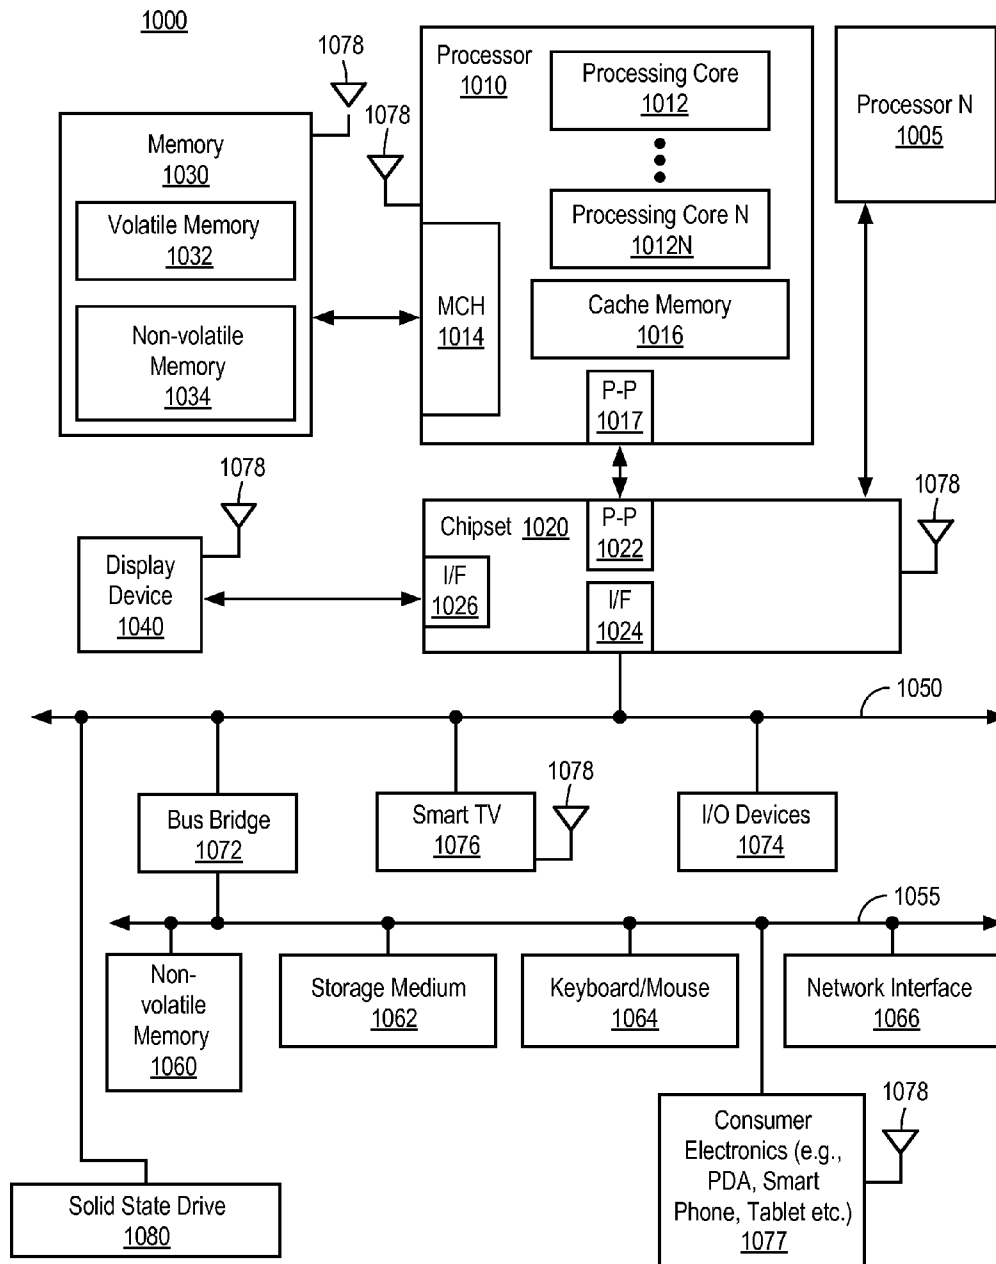 1000
1078
1078
Memory
1030
Volatile Memory
1032
Non-volatile
Memory
1034
Processor
1010
Processing Core
1012
Processing Core N
1012N
MCH
1014
Cache Memory
1016
P-P
1017
Processor N
1005
1078
Display
Device
1040
Chipset 1020
P-P
1022
I/F
1026
I/F
1024
1078
1050
Bus Bridge
1072
Smart TV
1076
1078
I/O Devices
1074
1055
Non-
volatile
Memory
1060
Storage Medium
1062
Keyboard/Mouse
1064
Network Interface
1066
Solid State Drive
1080
Consumer
Electronics (e.g.,
PDA, Smart
Phone, Tablet etc.)
1077
1078